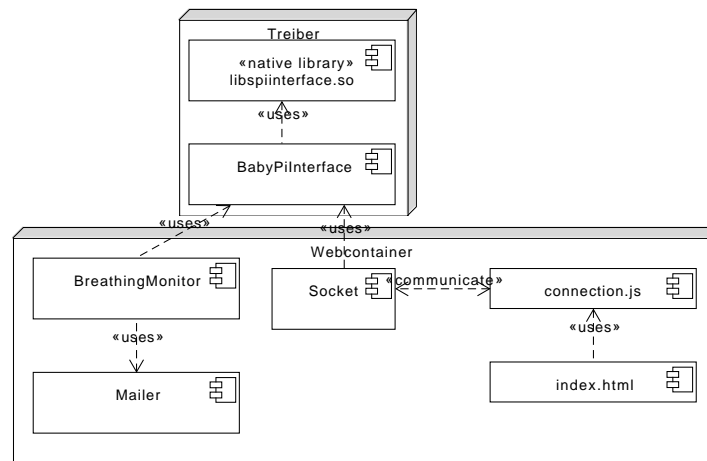 Treiber
«native library»
libspiinterface.so
«uses»
BabyPiInterface
«uses»
«uses»
Webcontainer
BreathingMonitor
Socket
«communicate»
connection.js
«uses»
«uses»
Mailer
index.html